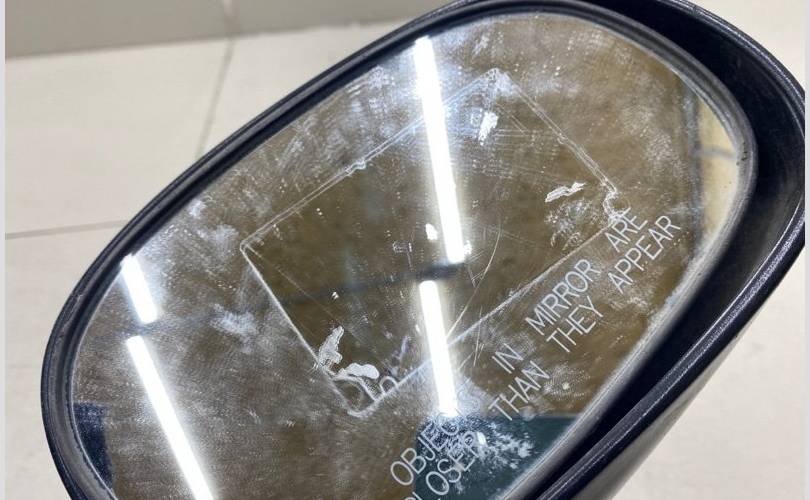 OBJECTS IN MIRROR ARE
CLOSER THAN THEY APPEAR